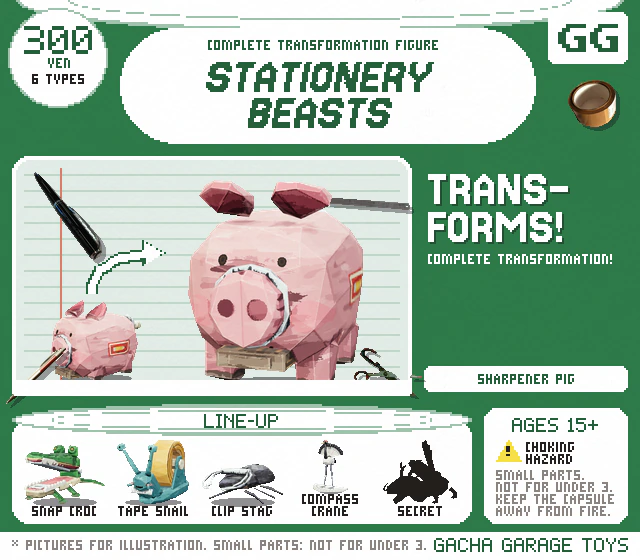 300
YEN
6 TYPES
COMPLETE TRANSFORMATION FIGURE
STATIONERY
BEASTS
GG
TRANS-
FORMS!
COMPLETE TRANSFORMATION!
SHARPENER PIG
LINE-UP
SNAP CROC
TAPE SNAIL
CLIP STAG
COMPASS
CRANE
SECRET
AGES 15+
CHOKING
HAZARD
SMALL PARTS.
NOT FOR UNDER 3.
KEEP THE CAPSULE
AWAY FROM FIRE.
* PICTURES FOR ILLUSTRATION. SMALL PARTS: NOT FOR UNDER 3.
GACHA GARAGE TOYS